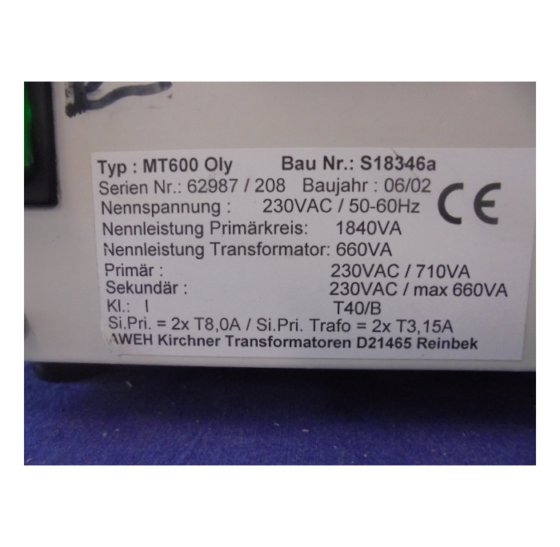 Typ : MT600 Oly Bau Nr.: S18346a
Serien Nr.: 62987 / 208 Baujahr : 06/02
Nennspannung : 230VAC / 50-60Hz CE
Nennleistung Primärkreis: 1840VA
Nennleistung Transformator: 660VA
Primär : 230VAC / 710VA
Sekundär : 230VAC / max 660VA
Kl.: I T40/B
Si.Pri. = 2x T8,0A / Si.Pri. Trafo = 2x T3,15A
AWEH Kirchner Transformatoren D21465 Reinbek